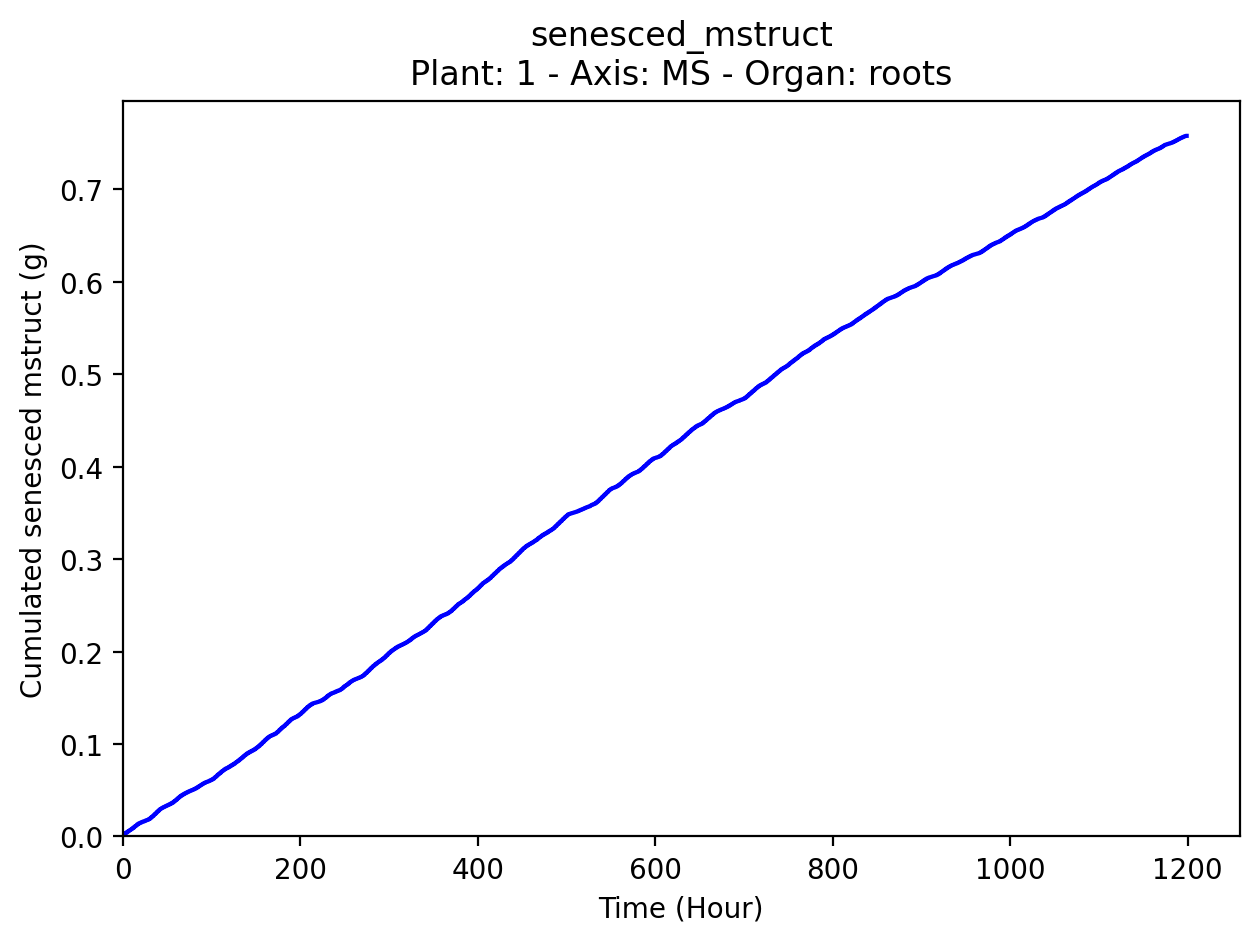 senesced_mstruct
Plant: 1 - Axis: MS - Organ: roots
Cumulated senesced mstruct (g)
0.7
0.6
0.5
0.4
0.3
0.2
0.1
0.0
0 200 400 600 800 1000 1200
Time (Hour)